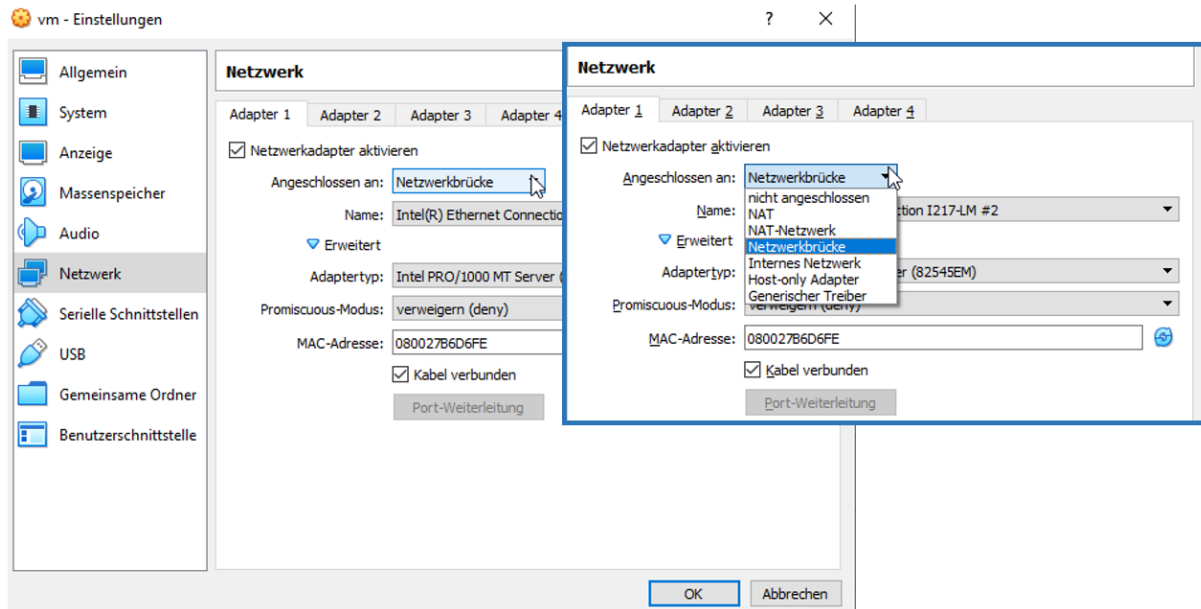 vm - Einstellungen
?
Allgemein
System
Anzeige
Massenspeicher
Audio
Netzwerk
Serielle Schnittstellen
USB
Gemeinsame Ordner
Benutzerschnittstelle
Netzwerk
Adapter 1 Adapter 2 Adapter 3 Adapter 4
Netzwerkadapter aktivieren
Angeschlossen an: Netzwerkbrücke
Name: Intel(R) Ethernet Connectio
Erweitert
Adaptertyp: Intel PRO/1000 MT Server (
Promiscuous-Modus: verweigern (deny)
MAC-Adresse: 080027B6D6FE
Kabel verbunden
Port-Weiterleitung
OK Abbrechen
Netzwerk
Adapter 1 Adapter 2 Adapter 3 Adapter 4
Netzwerkadapter aktivieren
Angeschlossen an: Netzwerkbrücke
nicht angeschlossen
NAT
NAT-Netzwerk
Netzwerkbrücke
Internes Netzwerk
Host-only Adapter
Generischer Treiber
Name: ction I217-LM #2
Erweitert
Adaptertyp: er (82545EM)
Promiscuous-Modus: verweigern (deny)
MAC-Adresse: 080027B6D6FE
Kabel verbunden
Port-Weiterleitung